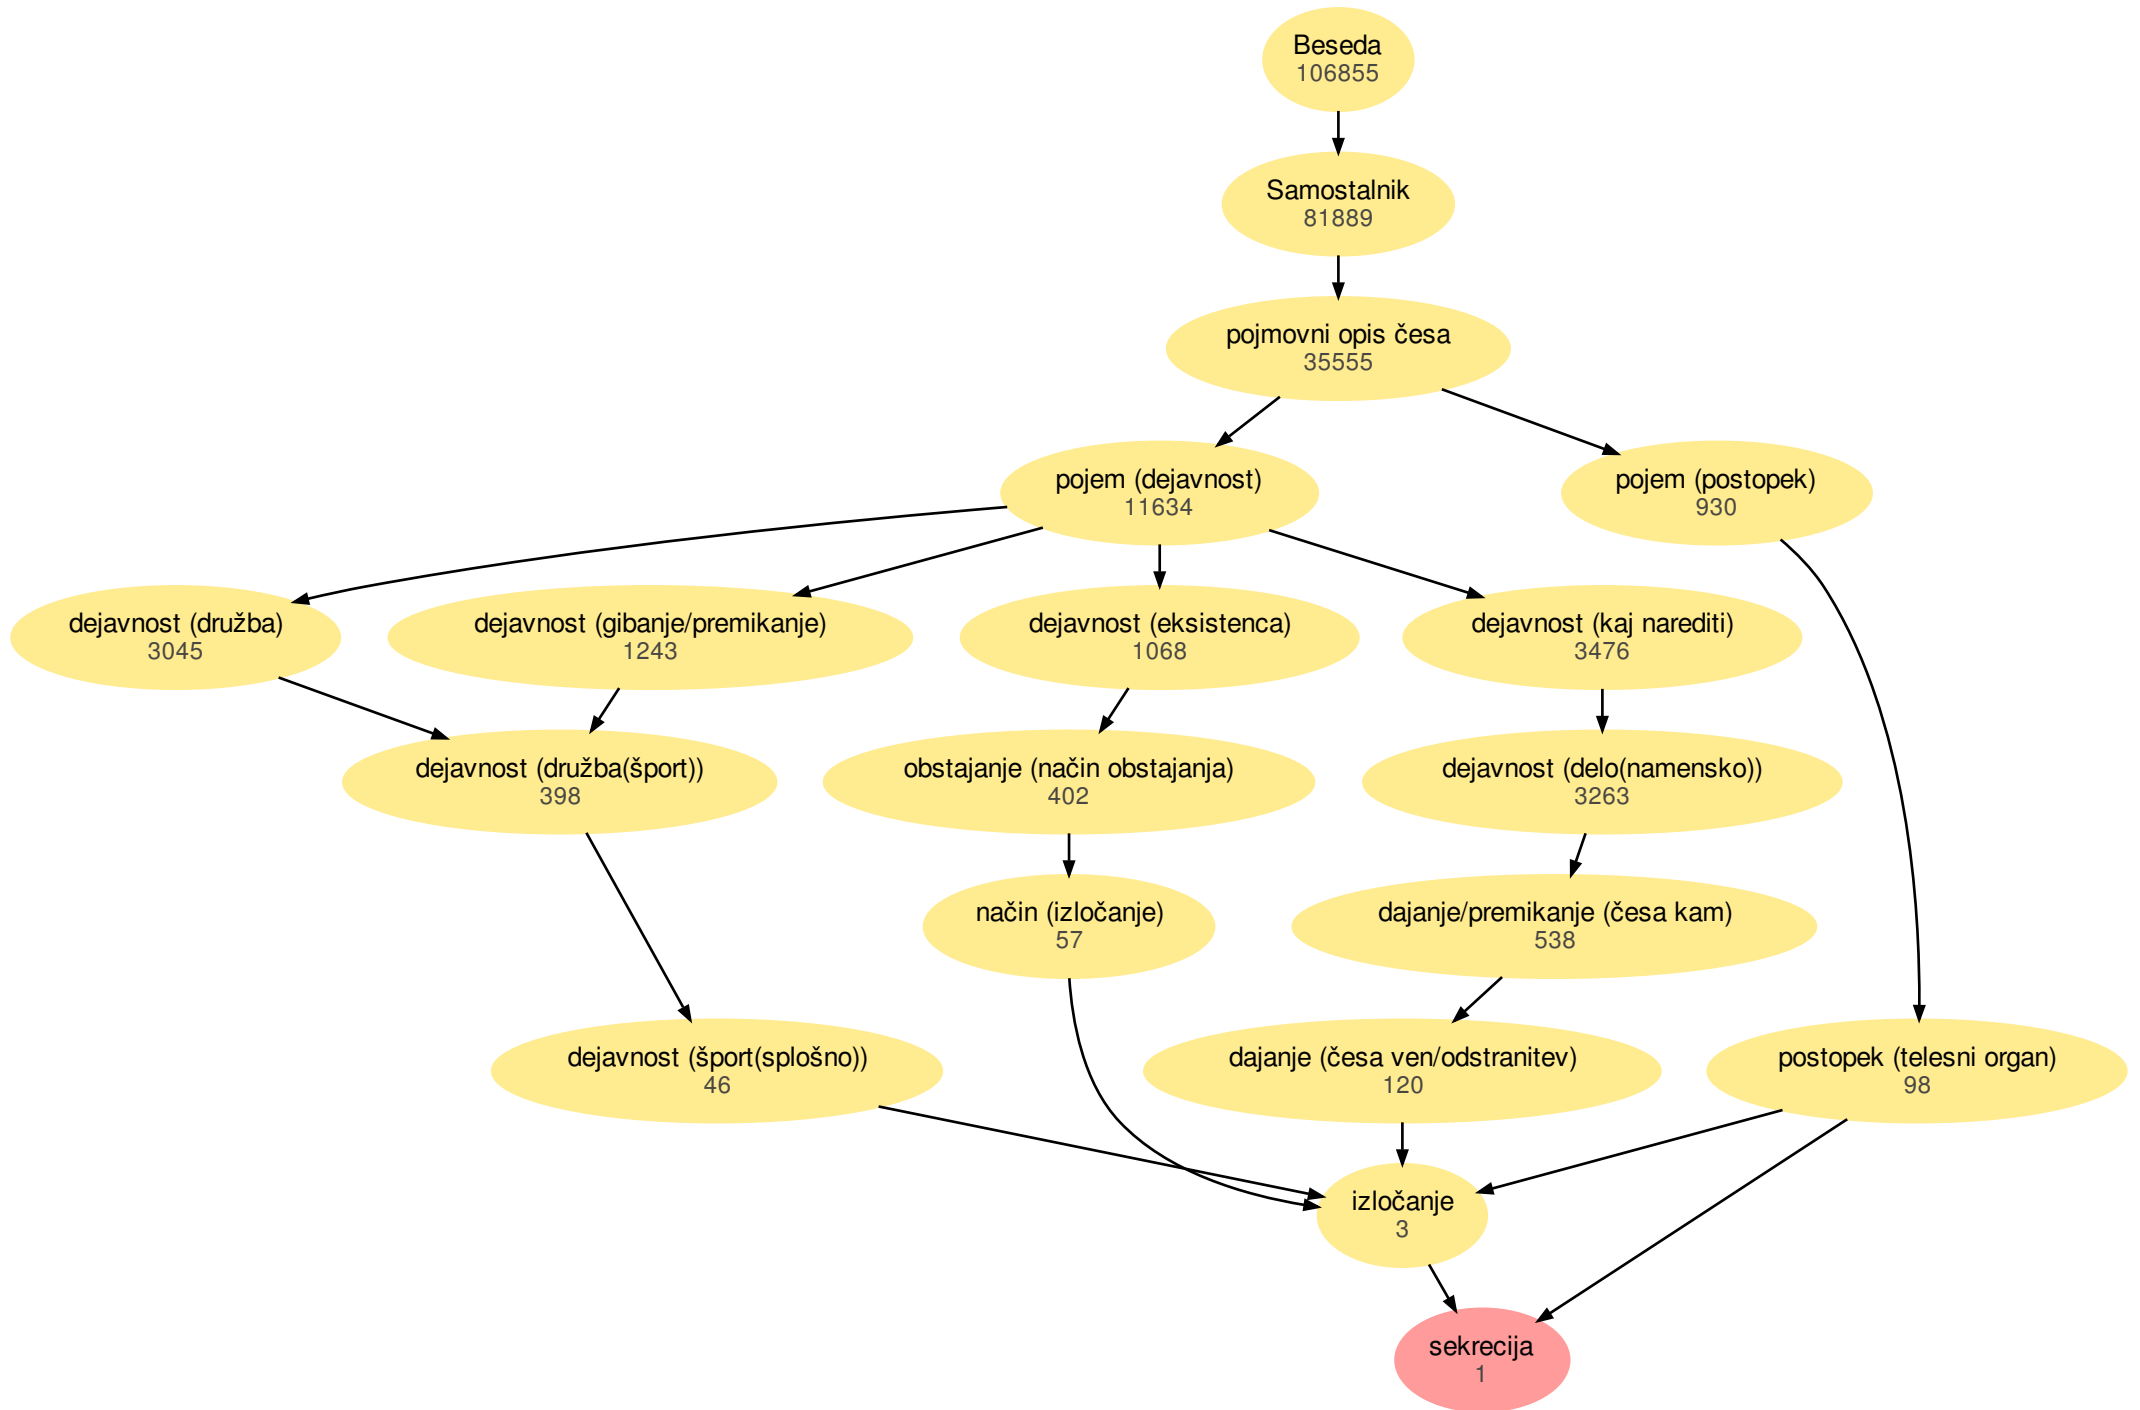 Beseda
106855
Samostalnik
81889
pojmovni opis česa
35555
pojem (dejavnost)
11634
pojem (postopek)
930
dejavnost (družba)
3045
dejavnost (gibanje/premikanje)
1243
dejavnost (eksistenca)
1068
dejavnost (kaj narediti)
3476
dejavnost (družba(šport))
398
obstajanje (način obstajanja)
402
dejavnost (delo(namensko))
3263
način (izločanje)
57
dajanje/premikanje (česa kam)
538
dejavnost (šport(splošno))
46
dajanje (česa ven/odstranitev)
120
postopek (telesni organ)
98
izločanje
3
sekrecija
1